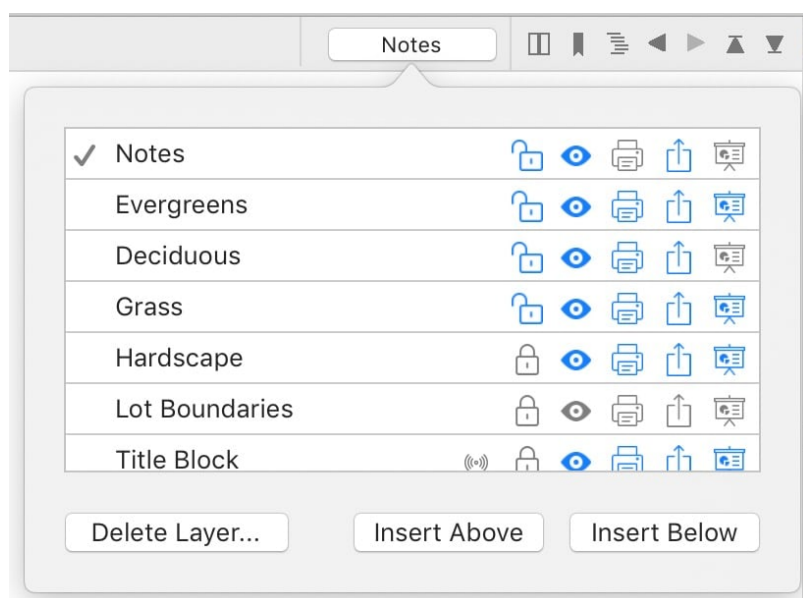 Notes
Notes
Evergreens
Deciduous
Grass
Hardscape
Lot Boundaries
Title Block
Delete Layer...
Insert Above
Insert Below